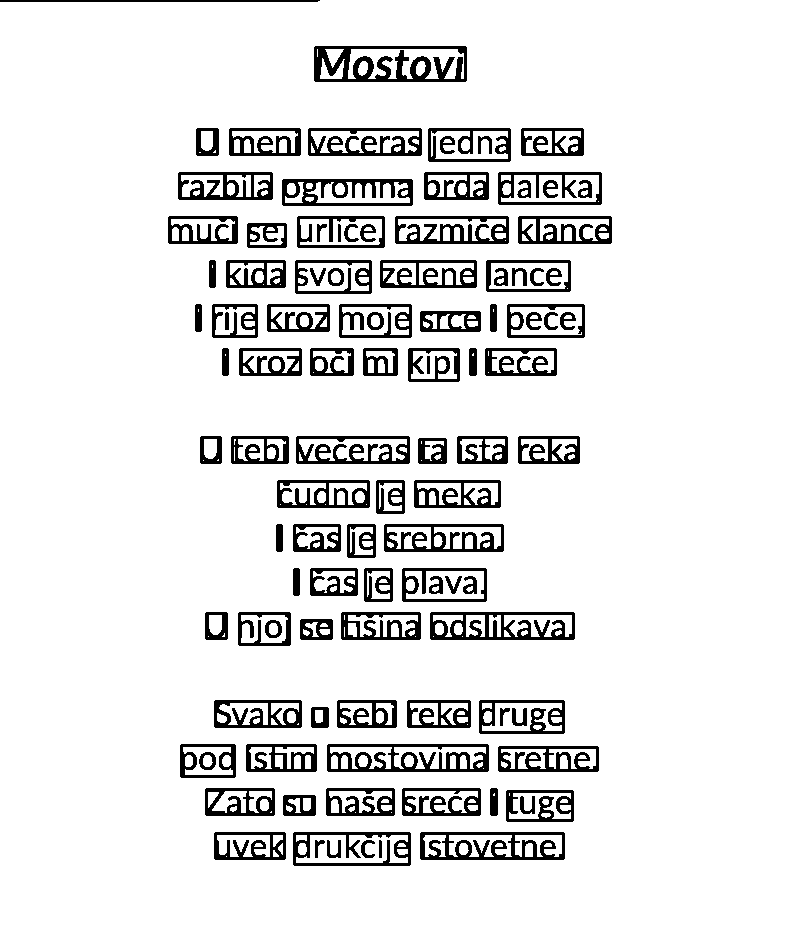 Mostovi
U meni večeras jedna reka
razbila ogromna brda daleka,
muči se, urliče, razmiče klance
I kida svoje zelene lance,
I rije kroz moje srce I peče,
I kroz oči mi kipi I teče.
U tebi večeras ta ista reka
čudno je meka.
I čas je srebrna.
I čas je plava.
U njoj se tišina odslikava.
Svako u sebi reke druge
pod istim mostovima sretne.
Zato su naše sreće I tuge
uvek drukčije istovetne.